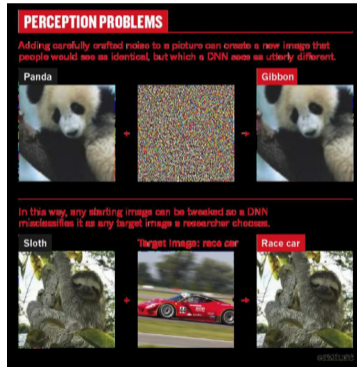 PERCEPTION PROBLEMS
Adding carefully crafted noise to a picture can create a new image that
people would see as identical, but which a DNN sees as utterly different.
Panda
Gibbon
In this way, any starting image can be tweaked so a DNN
misclassifies it as any target image a researcher chooses.
Sloth
Target image: race car
Race car